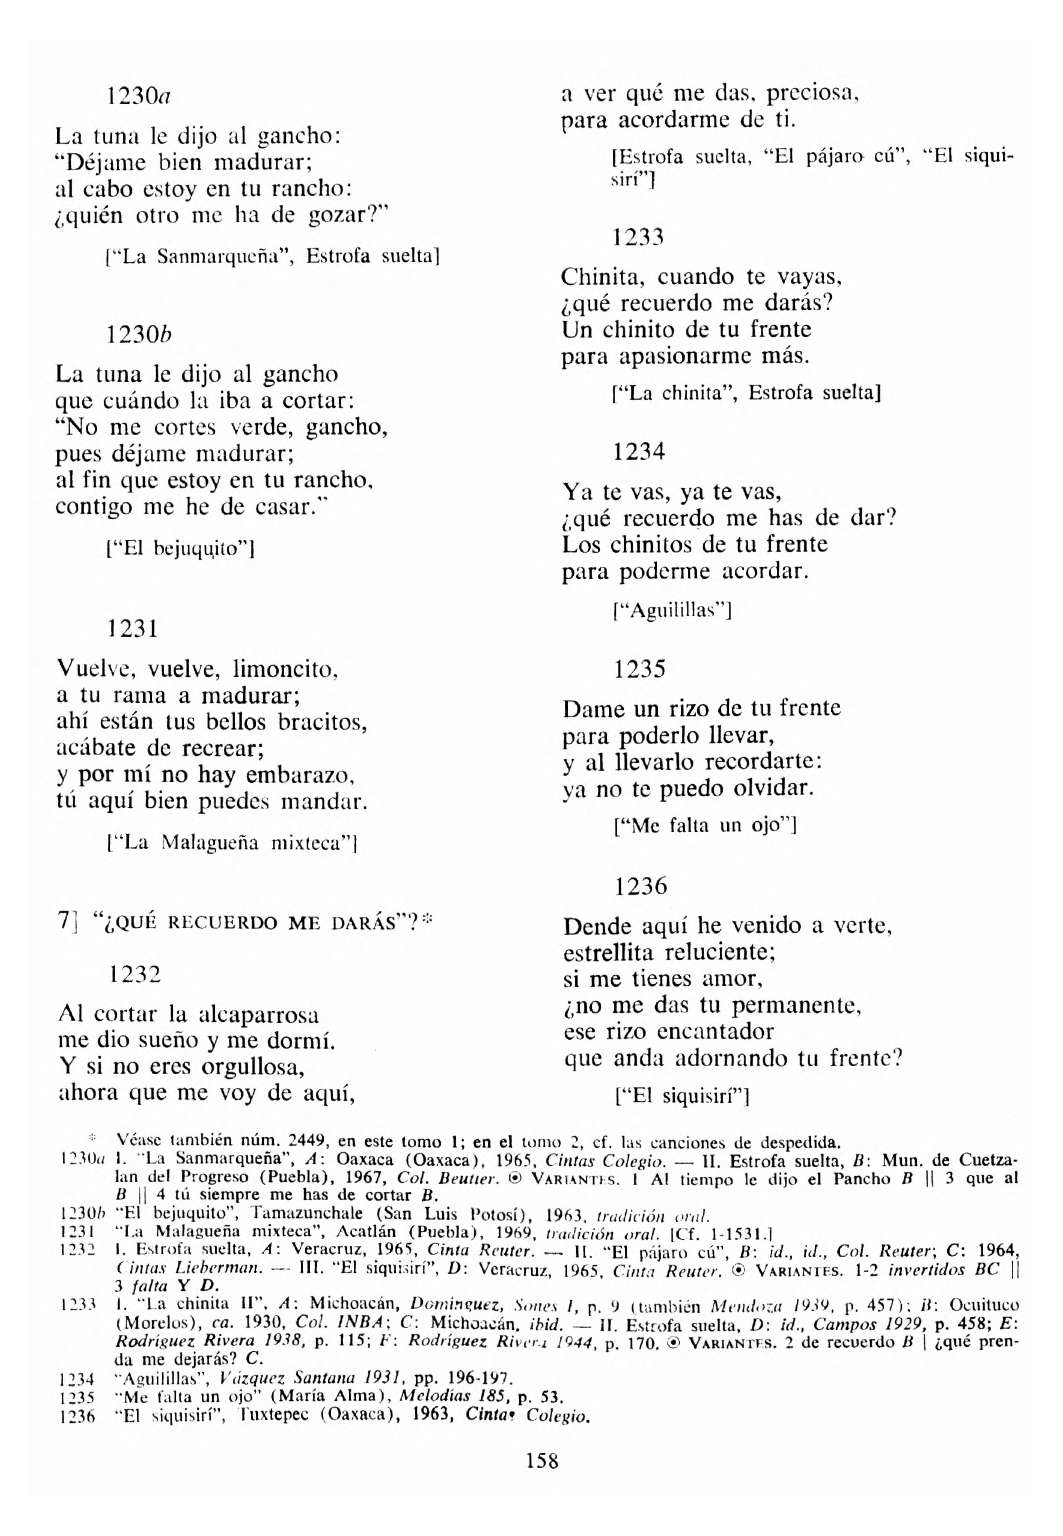 1230a
La tuna le dijo al gancho:
“Déjame bien madurar;
al cabo estoy en tu rancho:
¿quién otro me ha de gozar?”
[“La Sanmarqueña”, Estrofa suelta]
1230b
La tuna le dijo al gancho
que cuándo la iba a cortar:
“No me cortes verde, gancho,
pues déjame madurar;
al fin que estoy en tu rancho,
contigo me he de casar.”
[“El bejuquito”]
1231
Vuelve, vuelve, limoncito,
a tu rama a madurar;
ahí están tus bellos bracitos,
acábate de recrear;
y por mí no hay embarazo,
tú aquí bien puedes mandar.
[“La Malagueña mixteca”]
7] “¿QUÉ RECUERDO ME DARÁS”?*
1232
Al cortar la alcaparrosa
me dio sueño y me dormí.
Y si no eres orgullosa,
ahora que me voy de aquí,
a ver qué me das, preciosa,
para acordarme de ti.
[Estrofa suelta, “El pájaro cú”, “El siqui-
sirí”]
1233
Chinita, cuando te vayas,
¿qué recuerdo me darás?
Un chinito de tu frente
para apasionarme más.
[“La chinita”, Estrofa suelta]
1234
Ya te vas, ya te vas,
¿qué recuerdo me has de dar?
Los chinitos de tu frente
para poderme acordar.
[“Aguilillas”]
1235
Dame un rizo de tu frente
para poderlo llevar,
y al llevarlo recordarte:
ya no te puedo olvidar.
[“Me falta un ojo”]
1236
Dende aquí he venido a verte,
estrellita reluciente;
si me tienes amor,
¿no me das tu permanente,
ese rizo encantador
que anda adornando tu frente?
[“El siquisirí”]
* Véase también núm. 2449, en este tomo 1; en el tomo 2, cf. las canciones de despedida.
1230a I. “La Sanmarqueña”, A: Oaxaca (Oaxaca), 1965, Cintas Colegio. — II. Estrofa suelta, B: Mun. de Cuetza-
lan del Progreso (Puebla), 1967, Col. Beutler. ⊙ VARIANTES. 1 Al tiempo le dijo el Pancho B || 3 que al
B || 4 tú siempre me has de cortar B.
1230b “El bejuquito”, Tamazunchale (San Luis Potosí), 1963, tradición oral.
1231 “La Malagueña mixteca”, Acatlán (Puebla), 1969, tradición oral. [Cf. 1-1531.]
1232 I. Estrofa suelta, A: Veracruz, 1965, Cinta Reuter. — II. “El pájaro cú”, B: id., id., Col. Reuter; C: 1964,
Cintas Lieberman. — III. “El siquisirí”, D: Veracruz, 1965, Cinta Reuter. ⊙ VARIANTES. 1-2 invertidos BC ||
3 falta Y D.
1233 I. “La chinita II”, A: Michoacán, Domínguez, Sones I, p. 9 (también Mendoza 1939, p. 457); B: Ocuituco
(Morelos), ca. 1930, Col. INBA; C: Michoacán, ibid. — II. Estrofa suelta, D: id., Campos 1929, p. 458; E:
Rodríguez Rivera 1938, p. 115; F: Rodríguez Rivera 1944, p. 170. ⊙ VARIANTES. 2 de recuerdo B | ¿qué pren-
da me dejarás? C.
1234 “Aguilillas”, Vázquez Santana 1931, pp. 196-197.
1235 “Me falta un ojo” (María Alma), Melodías 185, p. 53.
1236 “El siquisirí”, Tuxtepec (Oaxaca), 1963, Cintas Colegio.
158